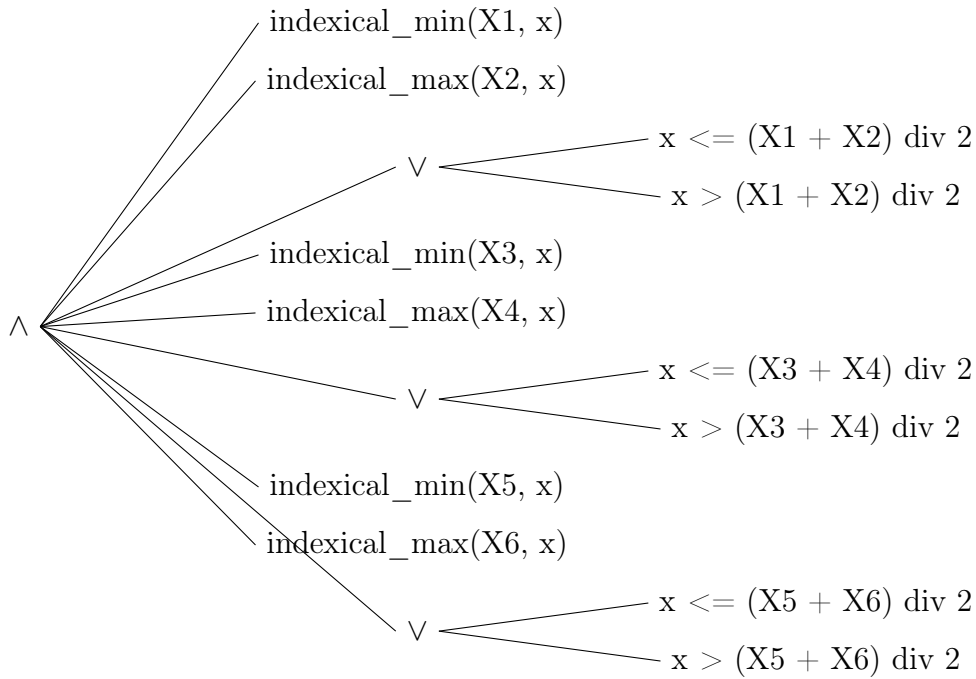 indexical_min(X1, x)
indexical_max(X2, x)
x <= (X1 + X2) div 2
∨
x > (X1 + X2) div 2
indexical_min(X3, x)
indexical_max(X4, x)
∧
x <= (X3 + X4) div 2
∨
x > (X3 + X4) div 2
indexical_min(X5, x)
indexical_max(X6, x)
x <= (X5 + X6) div 2
∨
x > (X5 + X6) div 2